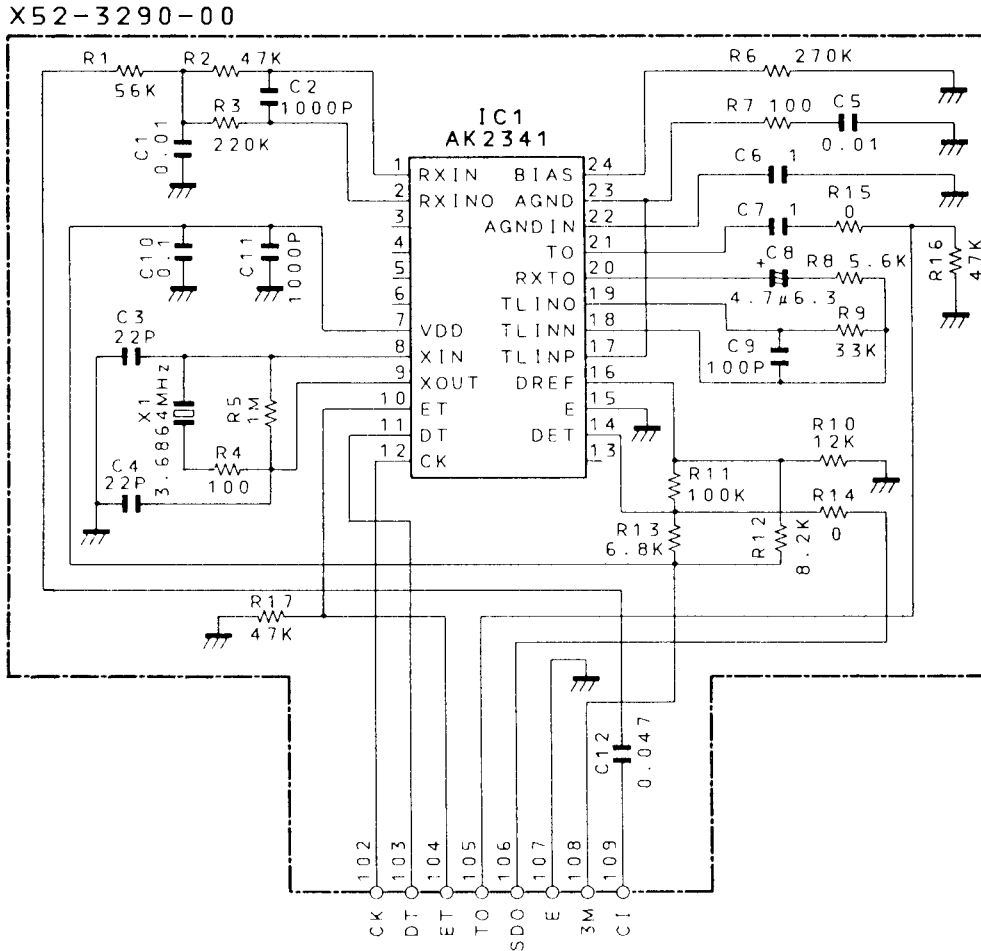 X52-3290-00
R1
56K
R2 47K
C2
1000P
R3
220K
C1
0.01
IC1
AK2341
R6 270K
R7 100
C5
0.01
C6 1
C7 1
R15
0
R16
47K
+ C8
4.7μ6.3
R8 5.6K
R9
33K
C9
100P
1 RXIN
2 RXINO
3
4
5
6
7 VDD
8 XIN
9 XOUT
10 ET
11 DT
12 CK
24 BIAS
23 AGND
22 AGNDIN
21 TO
20 RXTO
19 TLINO
18 TLINN
17 TLINP
16 DREF
15 E
14 DET
13
C10
0.1
C11
1000P
C3
22P
X1
3.6864MHz
R5
1M
R4
100
C4
22P
R10
12K
R11
100K
R14
0
R13
6.8K
R12
8.2K
R17
47K
C12
0.047
102
103
104
105
106
107
108
109
CK
DT
ET
TO
SDO
E
3M
CI